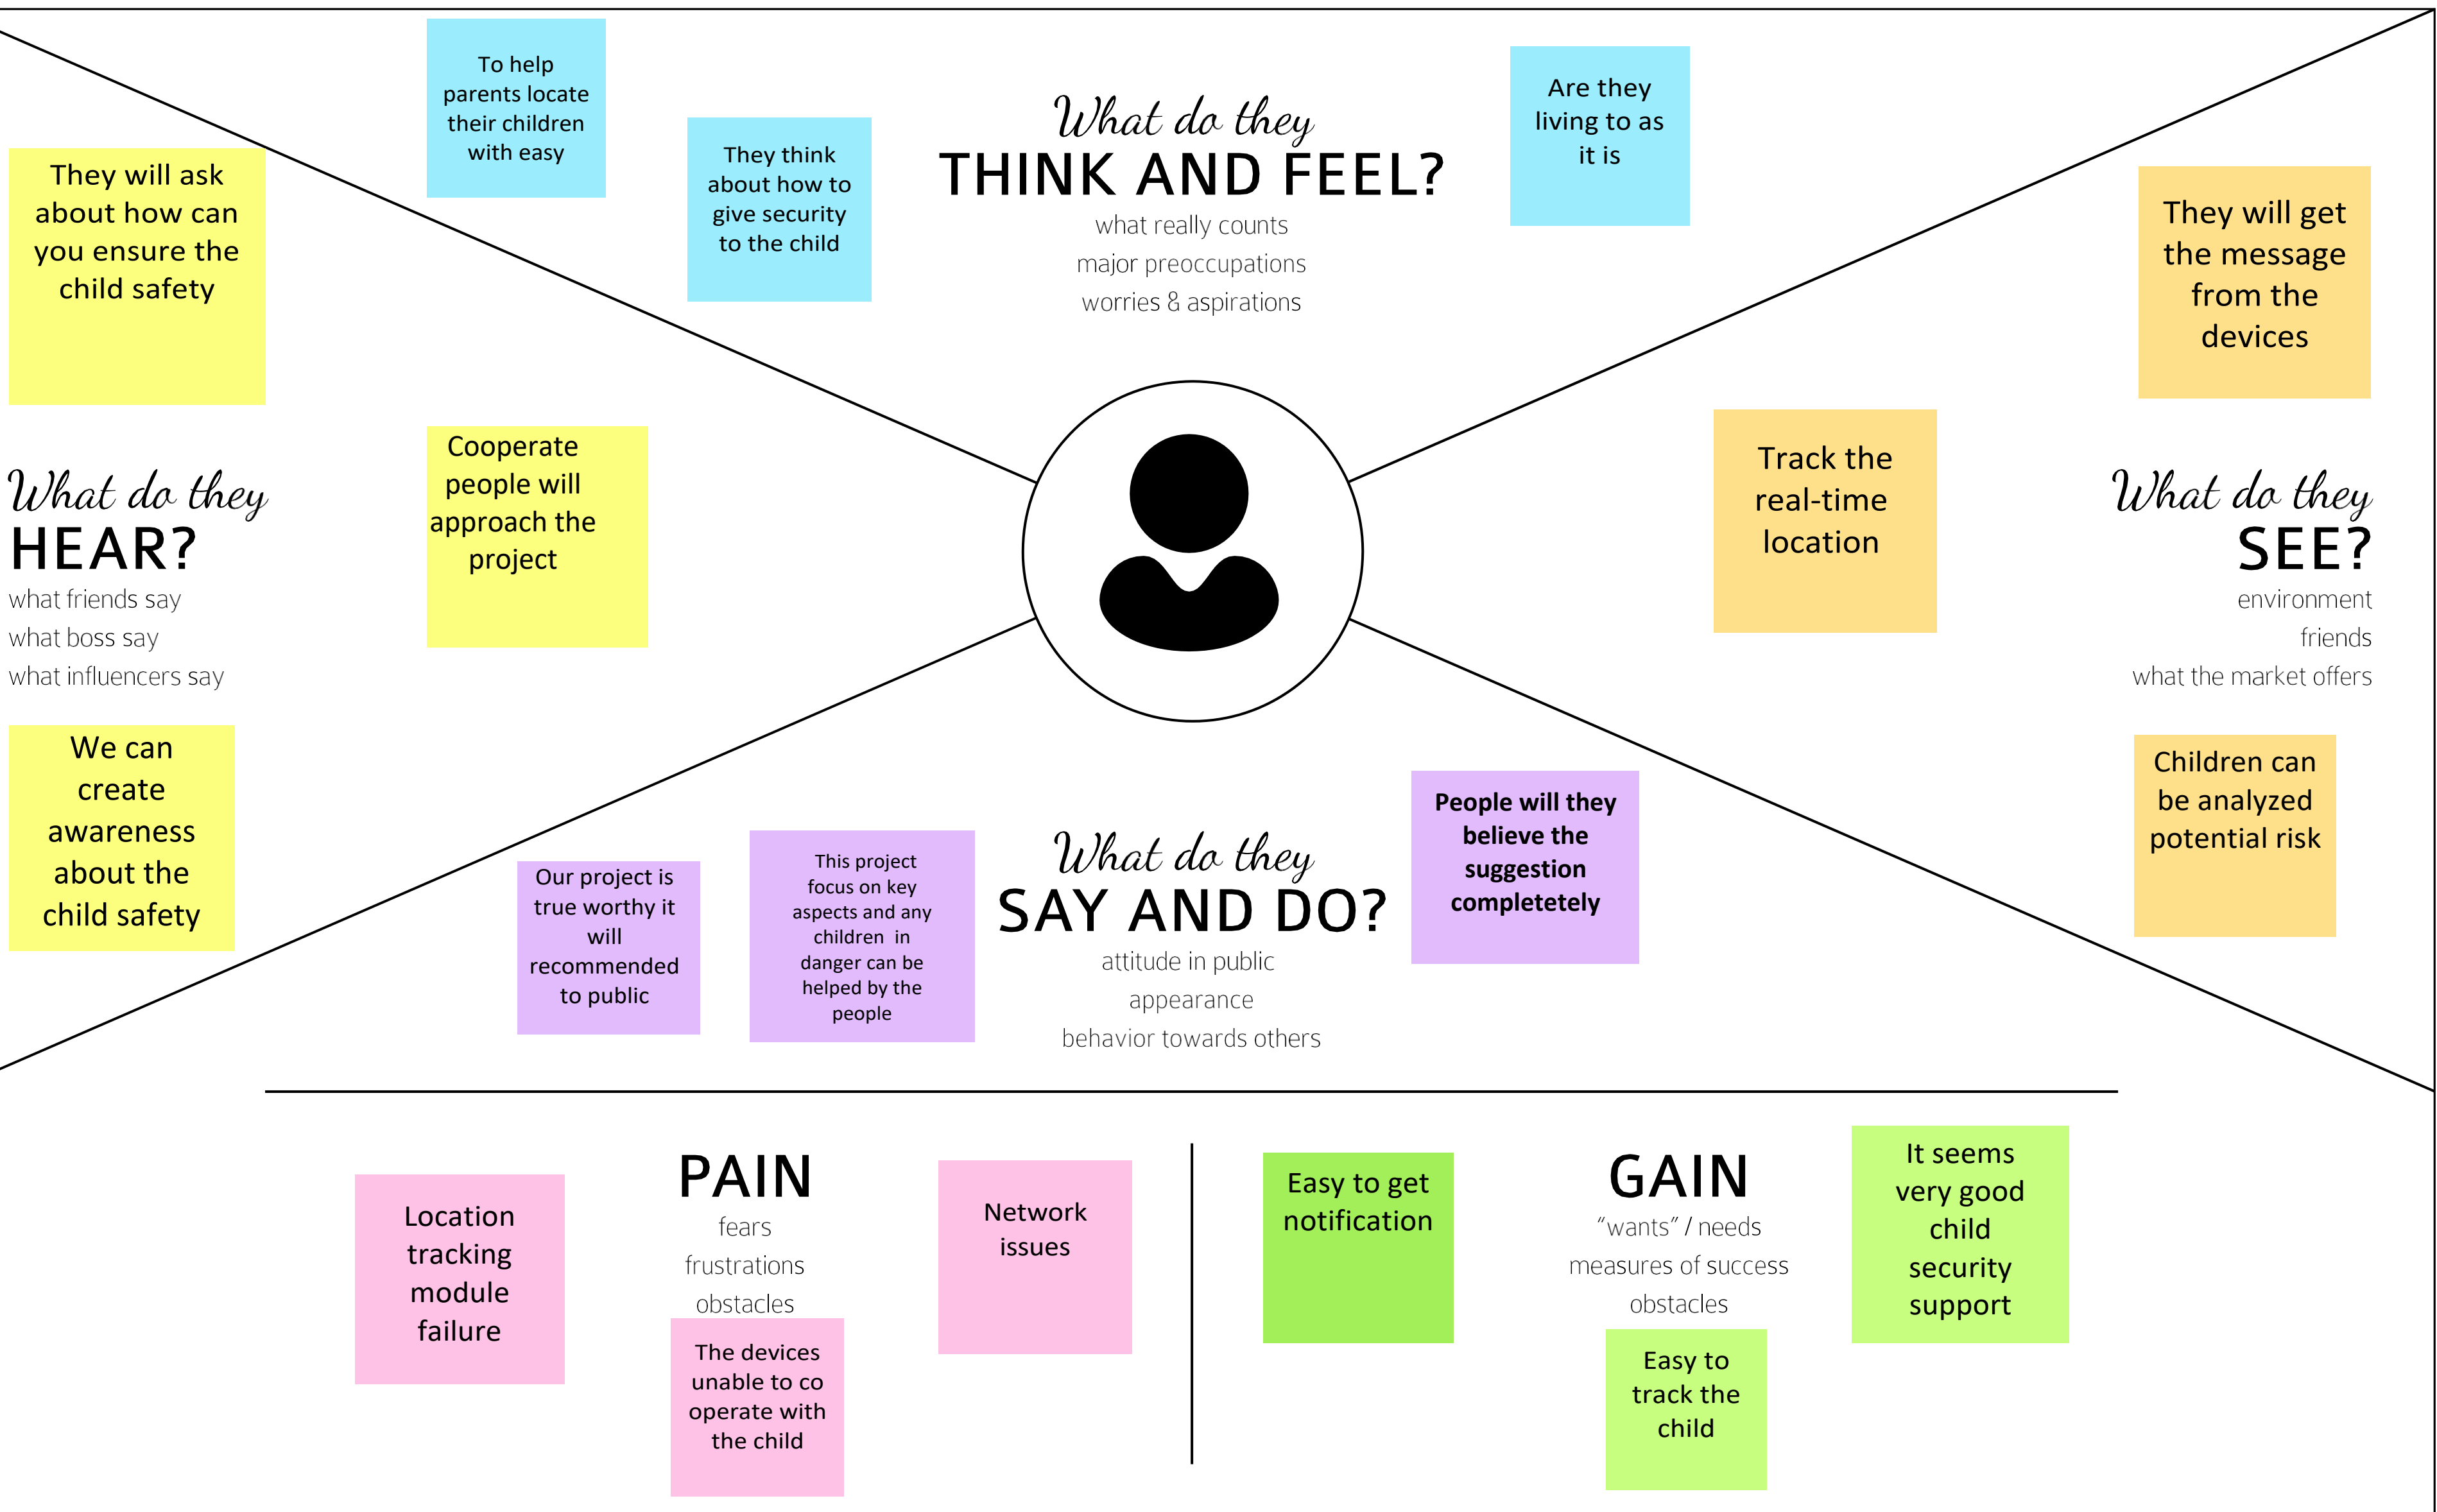 To help
parents locate
their children
with easy
They think
about how to
give security
to the child
What do they
THINK AND FEEL?
what really counts
major preoccupations
worries & aspirations
Are they
living to as
it is
They will ask
about how can
you ensure the
child safety
Cooperate
people will
approach the
project
What do they
HEAR?
what friends say
what boss say
what influencers say
We can
create
awareness
about the
child safety
They will get
the message
from the
devices
Track the
real-time
location
What do they
SEE?
environment
friends
what the market offers
Children can
be analyzed
potential risk
Our project is
true worthy it
will
recommended
to public
This project
focus on key
aspects and any
children in
danger can be
helped by the
people
What do they
SAY AND DO?
attitude in public
appearance
behavior towards others
People will they
believe the
suggestion
completetely
Location
tracking
module
failure
PAIN
fears
frustrations
obstacles
The devices
unable to co
operate with
the child
Network
issues
Easy to get
notification
GAIN
“wants” / needs
measures of success
obstacles
Easy to
track the
child
It seems
very good
child
security
support